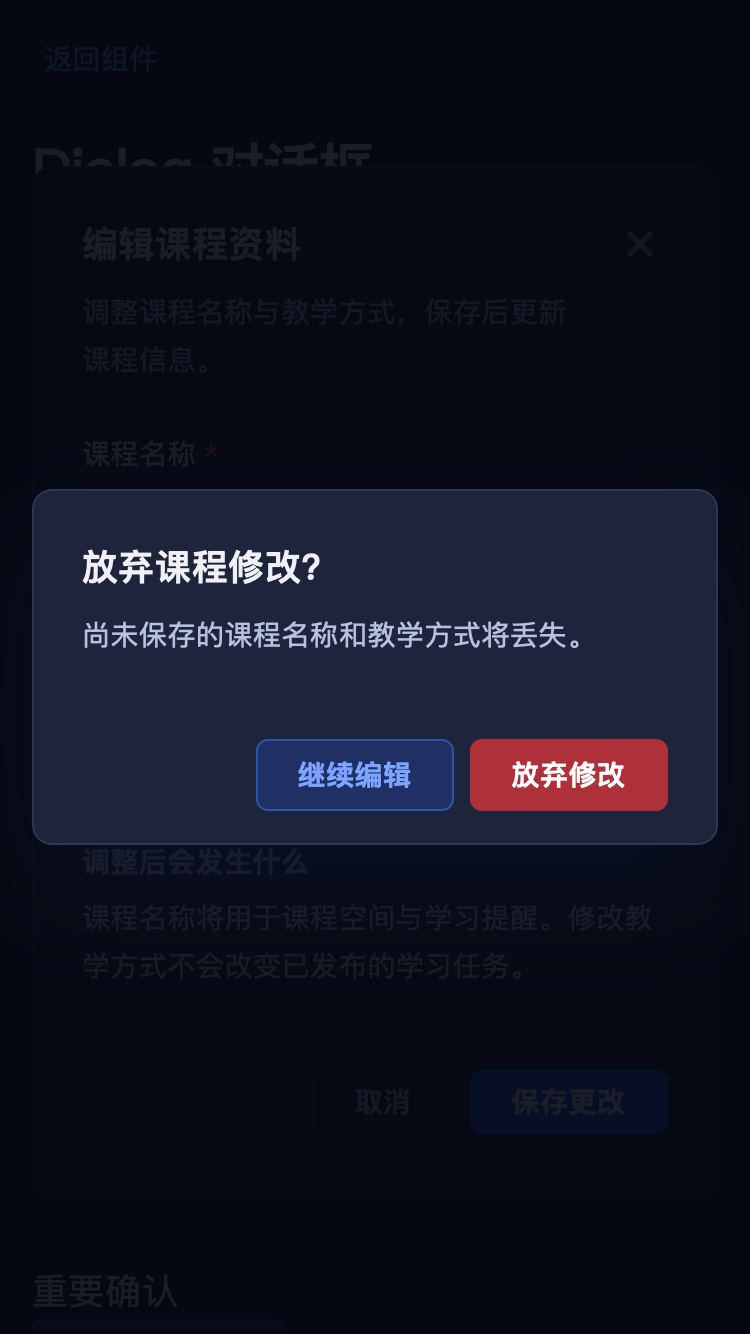 返回组件
Dialog 对话框
编辑课程资料
调整课程名称与教学方式，保存后更新
课程信息。
课程名称 *
放弃课程修改?
尚未保存的课程名称和教学方式将丢失。
继续编辑
放弃修改
调整后会发生什么
课程名称将用于课程空间与学习提醒。修改教
学方式不会改变已发布的学习任务。
取消
保存更改
重要确认